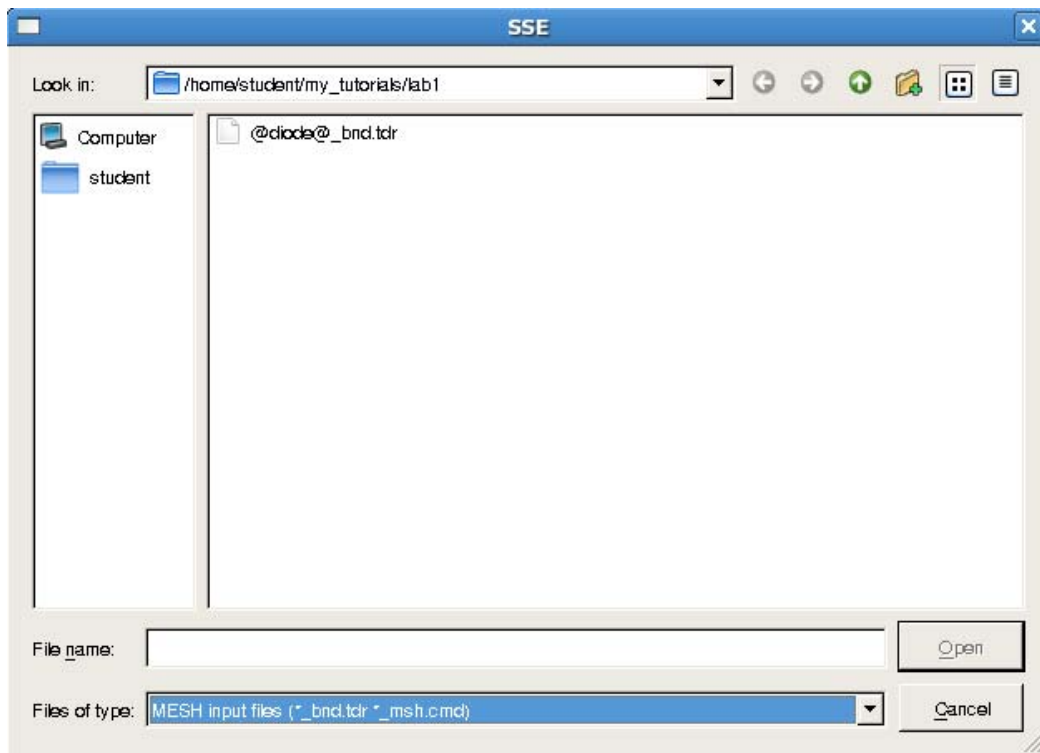 SSE
Look in:
/home/student/my_tutorials/lab1
Computer
student
@diode@_bnd.tdr
File name:
Open
Files of type:
MESH input files (*_bnd.tdr *_msh.cmd)
Cancel